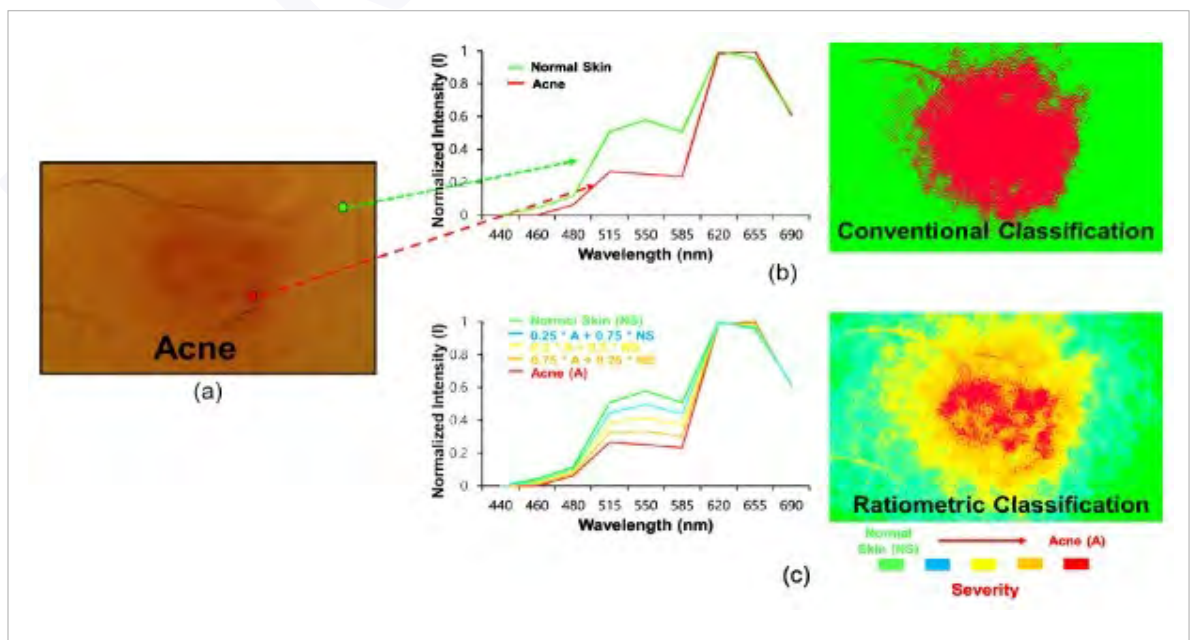 Acne
(a)
Normalized Intensity (I)
1
0.8
0.6
0.4
0.2
0
Normal Skin
Acne
440 460 480 515 550 585 620 655 690
Wavelength (nm)
(b)
Conventional Classification
Normalized Intensity (I)
1
0.8
0.6
0.4
0.2
0
Normal Skin (NS)
0.25 * A + 0.75 * NS
0.75 * A + 0.25 * NS
Acne (A)
440 460 480 515 550 585 620 655 690
Wavelength (nm)
(c)
Ratiometric Classification
Normal
Skin (NS)
Acne (A)
Severity